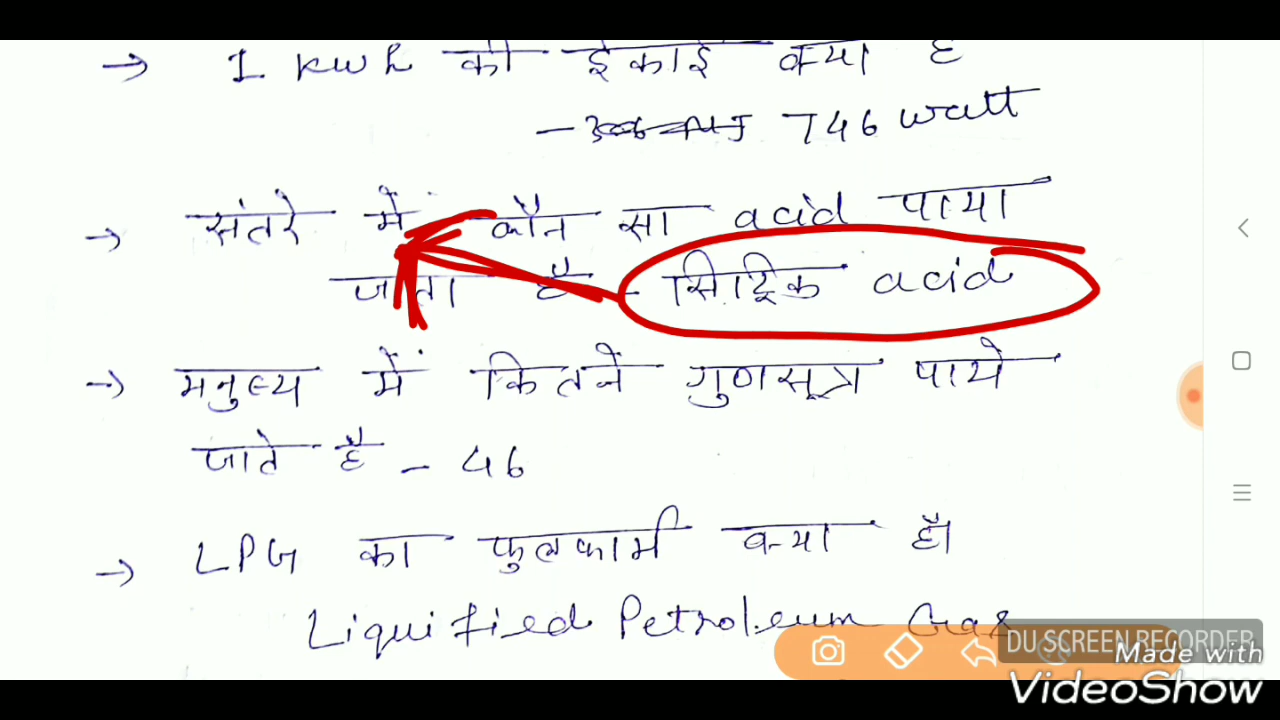 → 1 kwh की ईकाई क्या है
- 746 watt
→ संतरे में कौन सा acid पाया
जाता है - सिट्रिक acid
→ मनुष्य में कितने गुणसूत्र पाये
जाते है - 46
→ LPG का फुलफार्म क्या है।
Liquified Petroleum Gas
DU SCREEN RECORDER
Made with
VideoShow